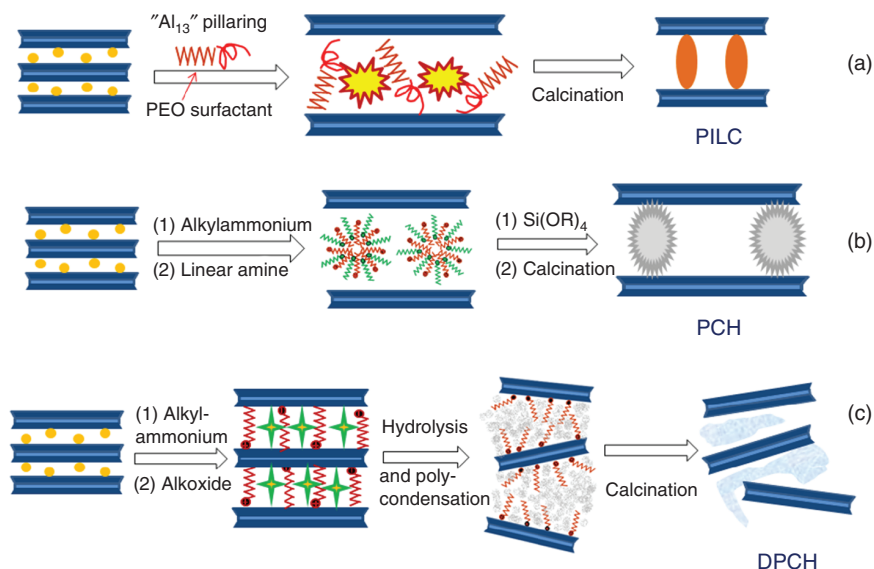 "Al₁₃" pillaring
PEO surfactant
Calcination
PILC
(a)
(1) Alkylammonium
(2) Linear amine
(1) Si(OR)₄
(2) Calcination
PCH
(b)
(1) Alkyl-
ammonium
(2) Alkoxide
Hydrolysis
and poly-
condensation
Calcination
DPCH
(c)